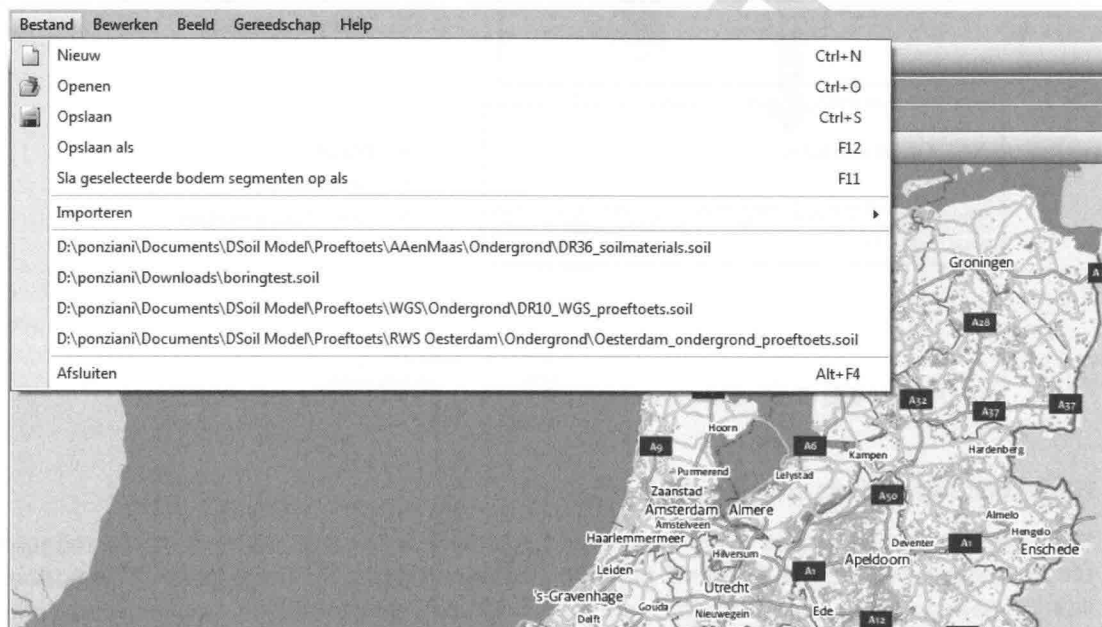 Bestand Bewerken Beeld Gereedschap Help
Nieuw Ctrl+N
Openen Ctrl+O
Opslaan Ctrl+S
Opslaan als F12
Sla geselecteerde bodem segmenten op als F11
Importeren
D:\ponziani\Documents\DSoil Model\Proeftoets\AAenMaas\Ondergrond\DR36_soilmaterials.soil
D:\ponziani\Downloads\boringtest.soil
D:\ponziani\Documents\DSoil Model\Proeftoets\WGS\Ondergrond\DR10_WGS_proeftoets.soil
D:\ponziani\Documents\DSoil Model\Proeftoets\RWS Oesterdam\Ondergrond\Oesterdam_ondergrond_proeftoets.soil
Afsluiten Alt+F4
Groningen
A28
A32
A37
A37
Hoorn
A9
A6
Kampen
Hardenberg
Purmerend
Lelystad
Zaanstad
A50
Amsterdam Almere
Almelo
Amstelveen
Haarlemmermeer
Deventer
A1
Hengelo
Hilversum
Enschede
Apeldoorn
Leiden
A1
Utrecht
's-Gravenhage
Gouda
Nieuwegein
Ede
Delft
A12